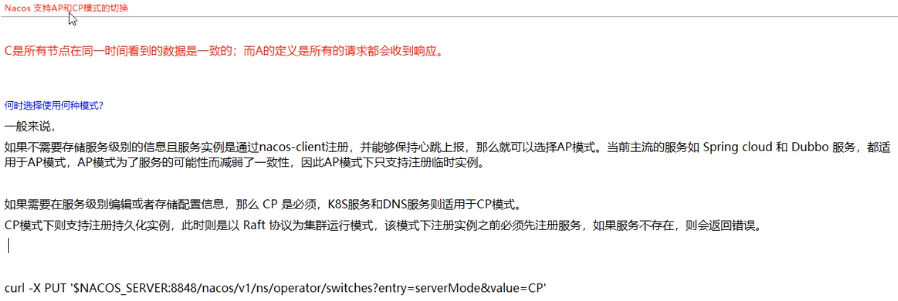 Nacos 支持AP和CP模式的切换
C是所有节点在同一时间看到的数据是一致的；而A的定义是所有的请求都会收到响应。
何时选择使用何种模式？
一般来说，
如果不需要存储服务级别的信息且服务实例是通过nacos-client注册，并能够保持心跳上报，那么就可以选择AP模式。当前主流的服务如 Spring cloud 和 Dubbo 服务，都适
用于AP模式，AP模式为了服务的可能性而减弱了一致性，因此AP模式下只支持注册临时实例。
如果需要在服务级别编辑或者存储配置信息，那么 CP 是必须，K8S服务和DNS服务则适用于CP模式。
CP模式下则支持注册持久化实例，此时则是以 Raft 协议为集群运行模式，该模式下注册实例之前必须先注册服务，如果服务不存在，则会返回错误。
curl -X PUT '$NACOS_SERVER:8848/nacos/v1/ns/operator/switches?entry=serverMode&value=CP'